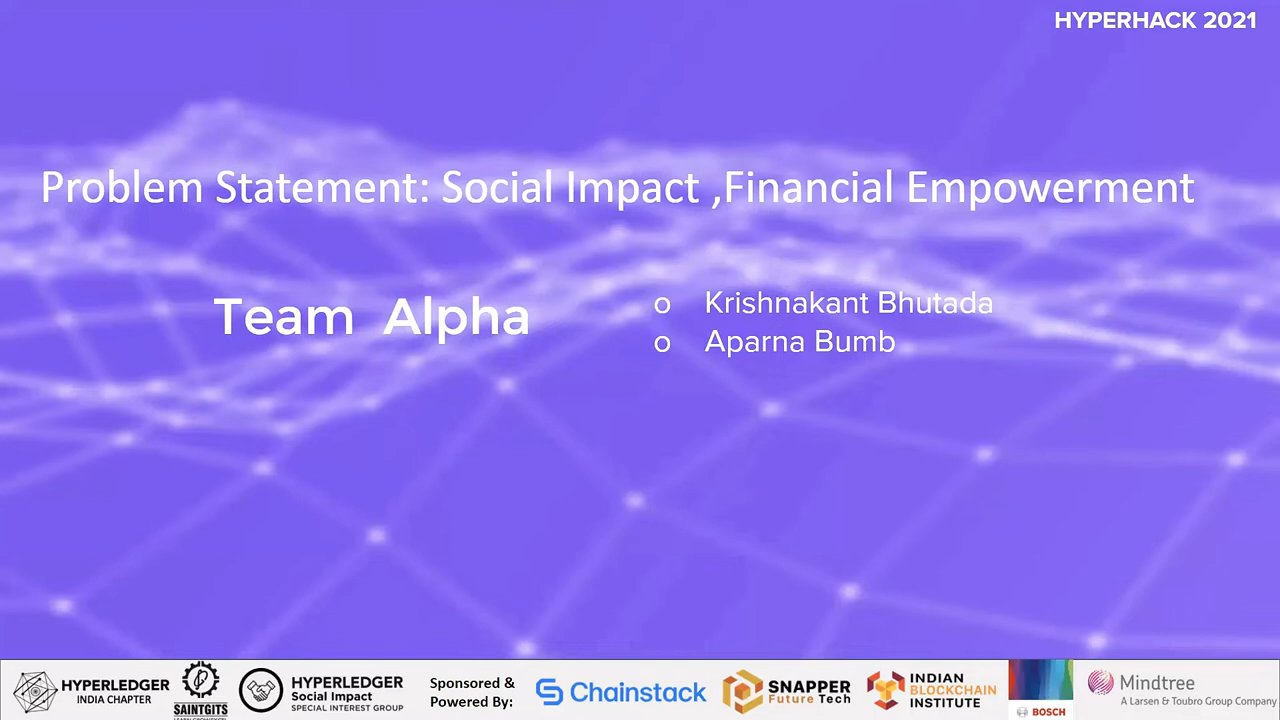 HYPERHACK 2021
Problem Statement: Social Impact ,Financial Empowerment
Team Alpha
o Krishnakant Bhutada
o Aparna Bumb
HYPERLEDGER
INDIA CHAPTER
SAINTGITS
HYPERLEDGER
Social Impact
SPECIAL INTEREST GROUP
Sponsored &
Powered By:
Chainstack
SNAPPER
Future Tech
INDIAN
BLOCKCHAIN
INSTITUTE
BOSCH
Mindtree
A Larsen & Toubro Group Company